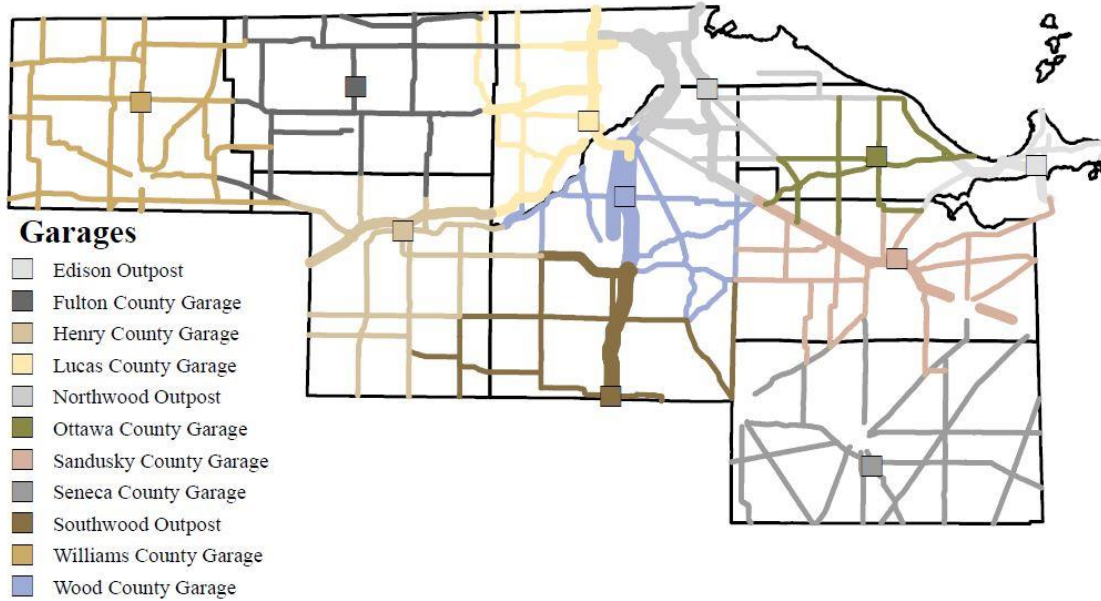 Garages
Edison Outpost
Fulton County Garage
Henry County Garage
Lucas County Garage
Northwood Outpost
Ottawa County Garage
Sandusky County Garage
Seneca County Garage
Southwood Outpost
Williams County Garage
Wood County Garage